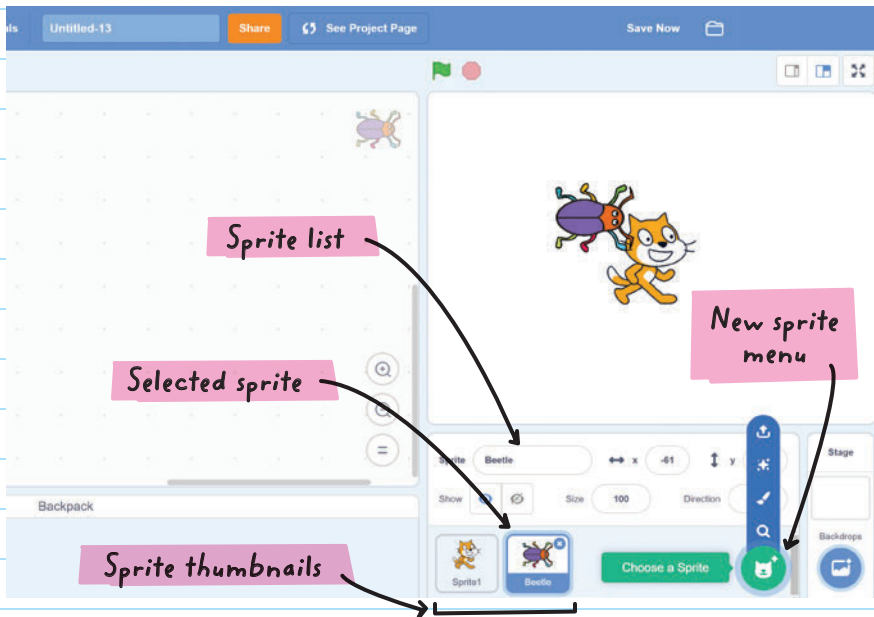 als Untitled-13 Share See Project Page Save Now
Sprite list
New sprite
menu
Selected sprite
Sprite Beetle x -61 y
Stage
Show Size 100 Direction
Backpack
Backdrops
Sprite thumbnails
Sprite1 Beetle Choose a Sprite